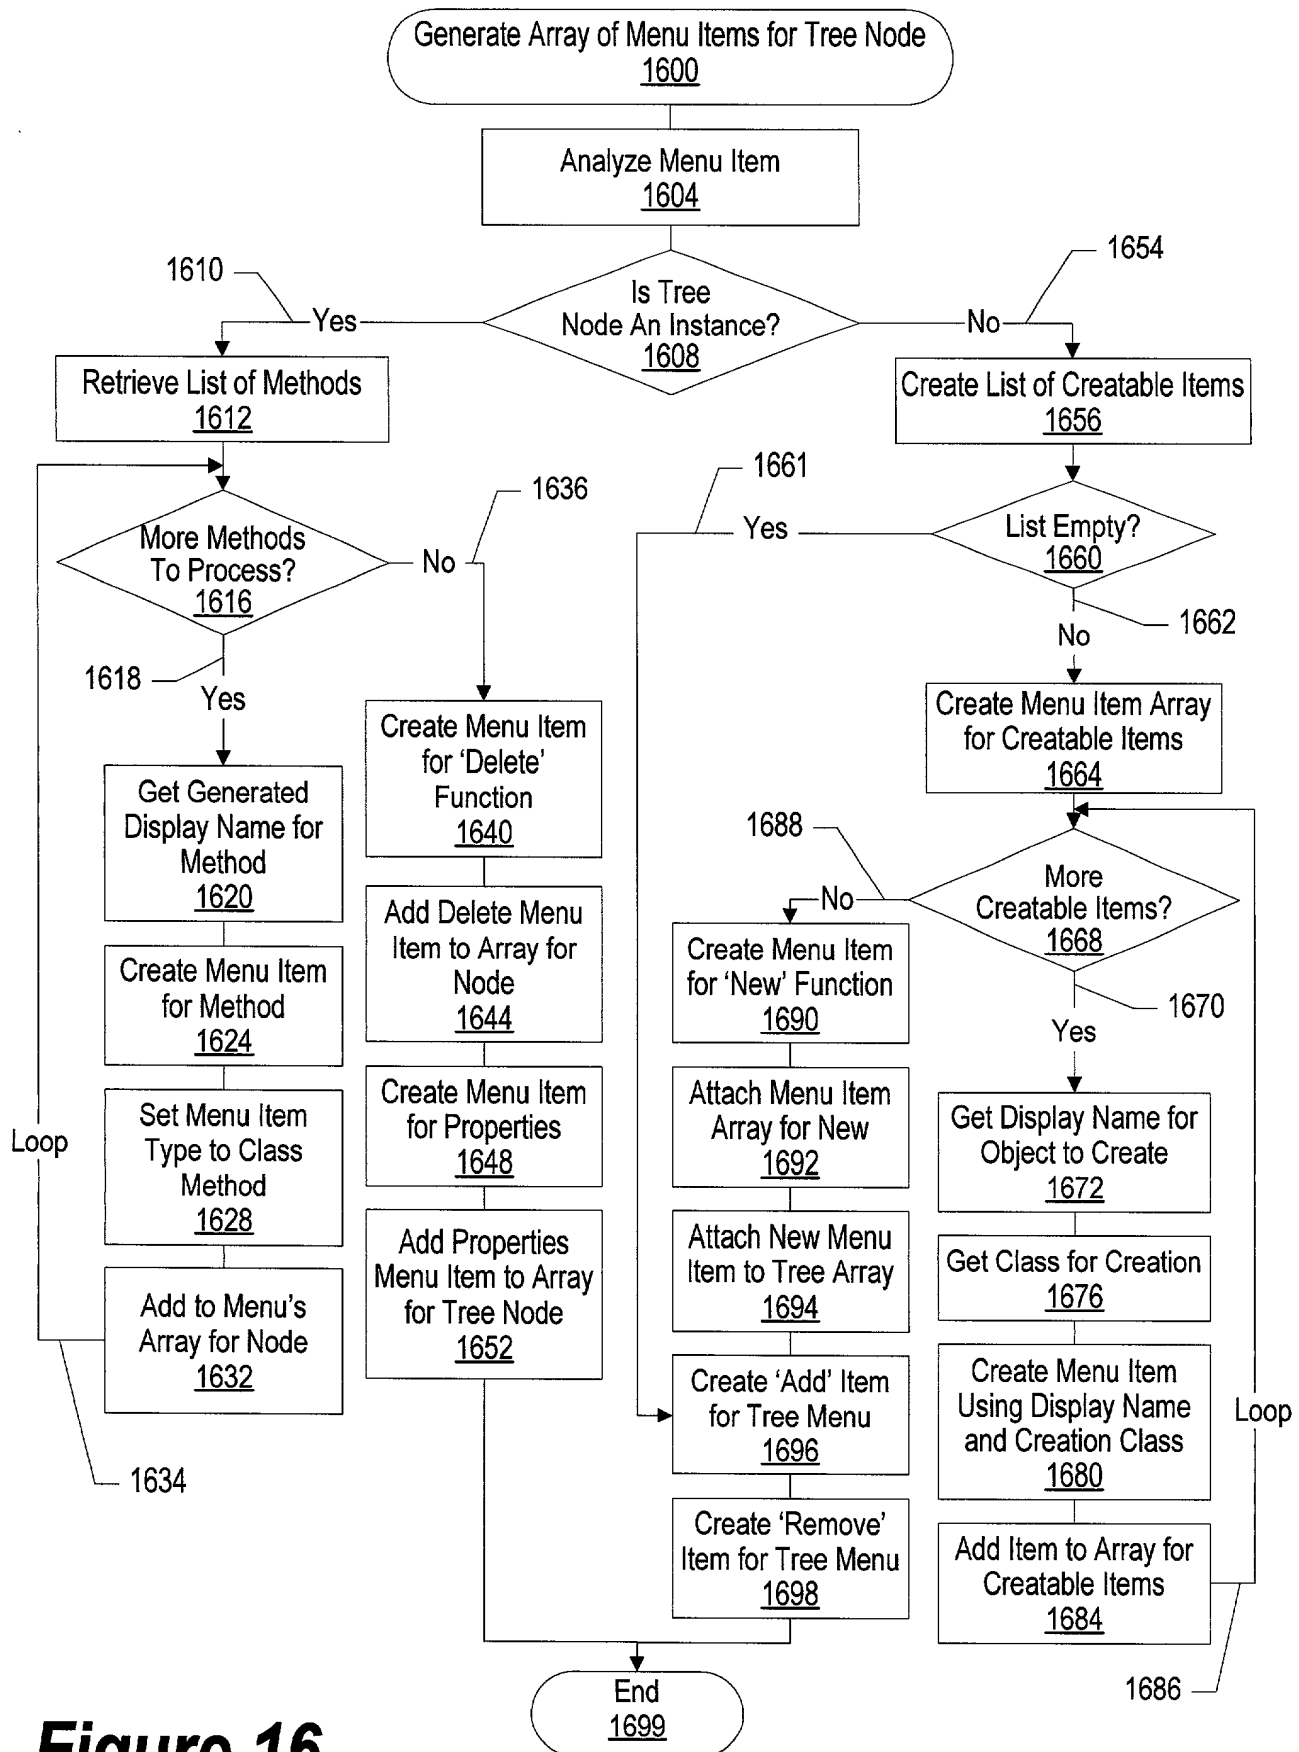 Generate Array of Menu Items for Tree Node
1600
Analyze Menu Item
1604
1610
1654
Is Tree
Node An Instance?
1608
Yes
No
Retrieve List of Methods
1612
Create List of Creatable Items
1656
1661
1636
More Methods
To Process?
1616
No
Yes
List Empty?
1660
1662
No
1618
Yes
Create Menu Item
for ‘Delete’
Function
1640
Create Menu Item Array
for Creatable Items
1664
Get Generated
Display Name for
Method
1620
1688
More
Creatable Items?
1668
No
1670
Yes
Add Delete Menu
Item to Array for
Node
1644
Create Menu Item
for ‘New’ Function
1690
Create Menu Item
for Method
1624
Create Menu Item
for Properties
1648
Attach Menu Item
Array for New
1692
Get Display Name for
Object to Create
1672
Loop
Set Menu Item
Type to Class
Method
1628
Add Properties
Menu Item to Array
for Tree Node
1652
Attach New Menu
Item to Tree Array
1694
Get Class for Creation
1676
Add to Menu's
Array for Node
1632
Create ‘Add’ Item
for Tree Menu
1696
Create Menu Item
Using Display Name
and Creation Class
1680
Loop
1634
Create ‘Remove’
Item for Tree Menu
1698
Add Item to Array for
Creatable Items
1684
1686
End
1699
Figure 16